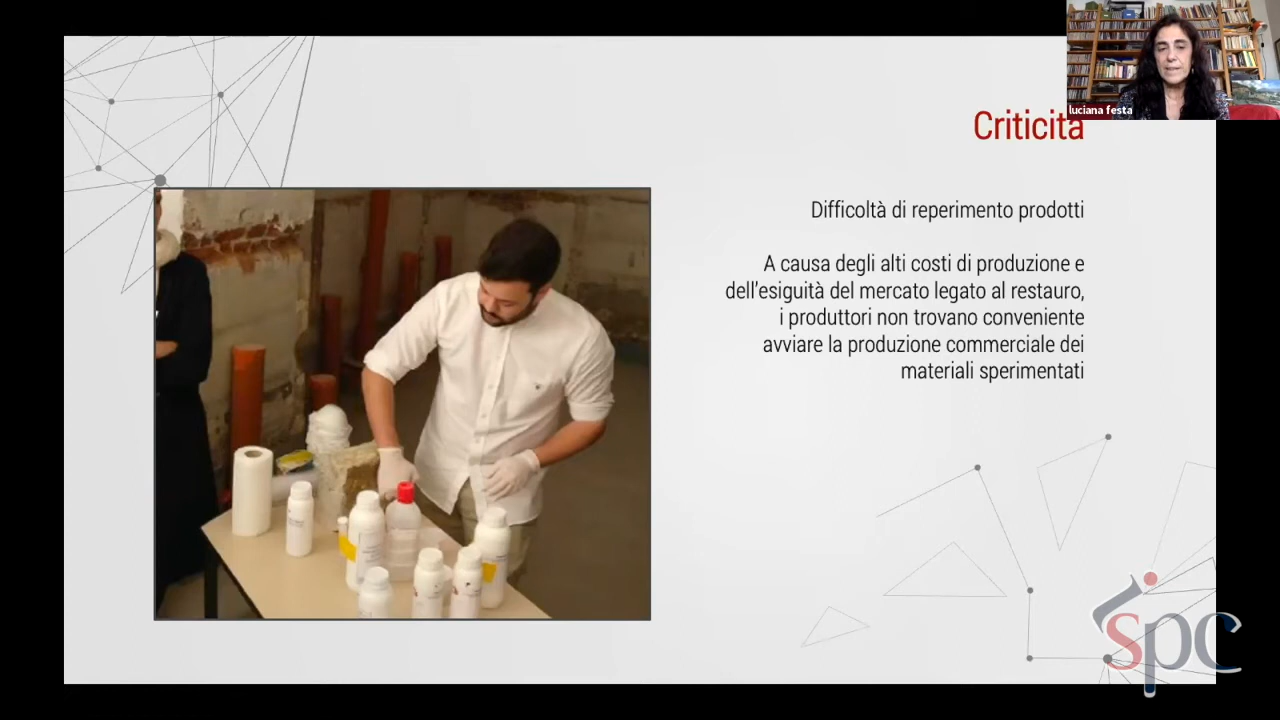 luciana festa
Criticità
Difficoltà di reperimento prodotti
A causa degli alti costi di produzione e
dell'esiguità del mercato legato al restauro,
i produttori non trovano conveniente
avviare la produzione commerciale dei
materiali sperimentati
spc